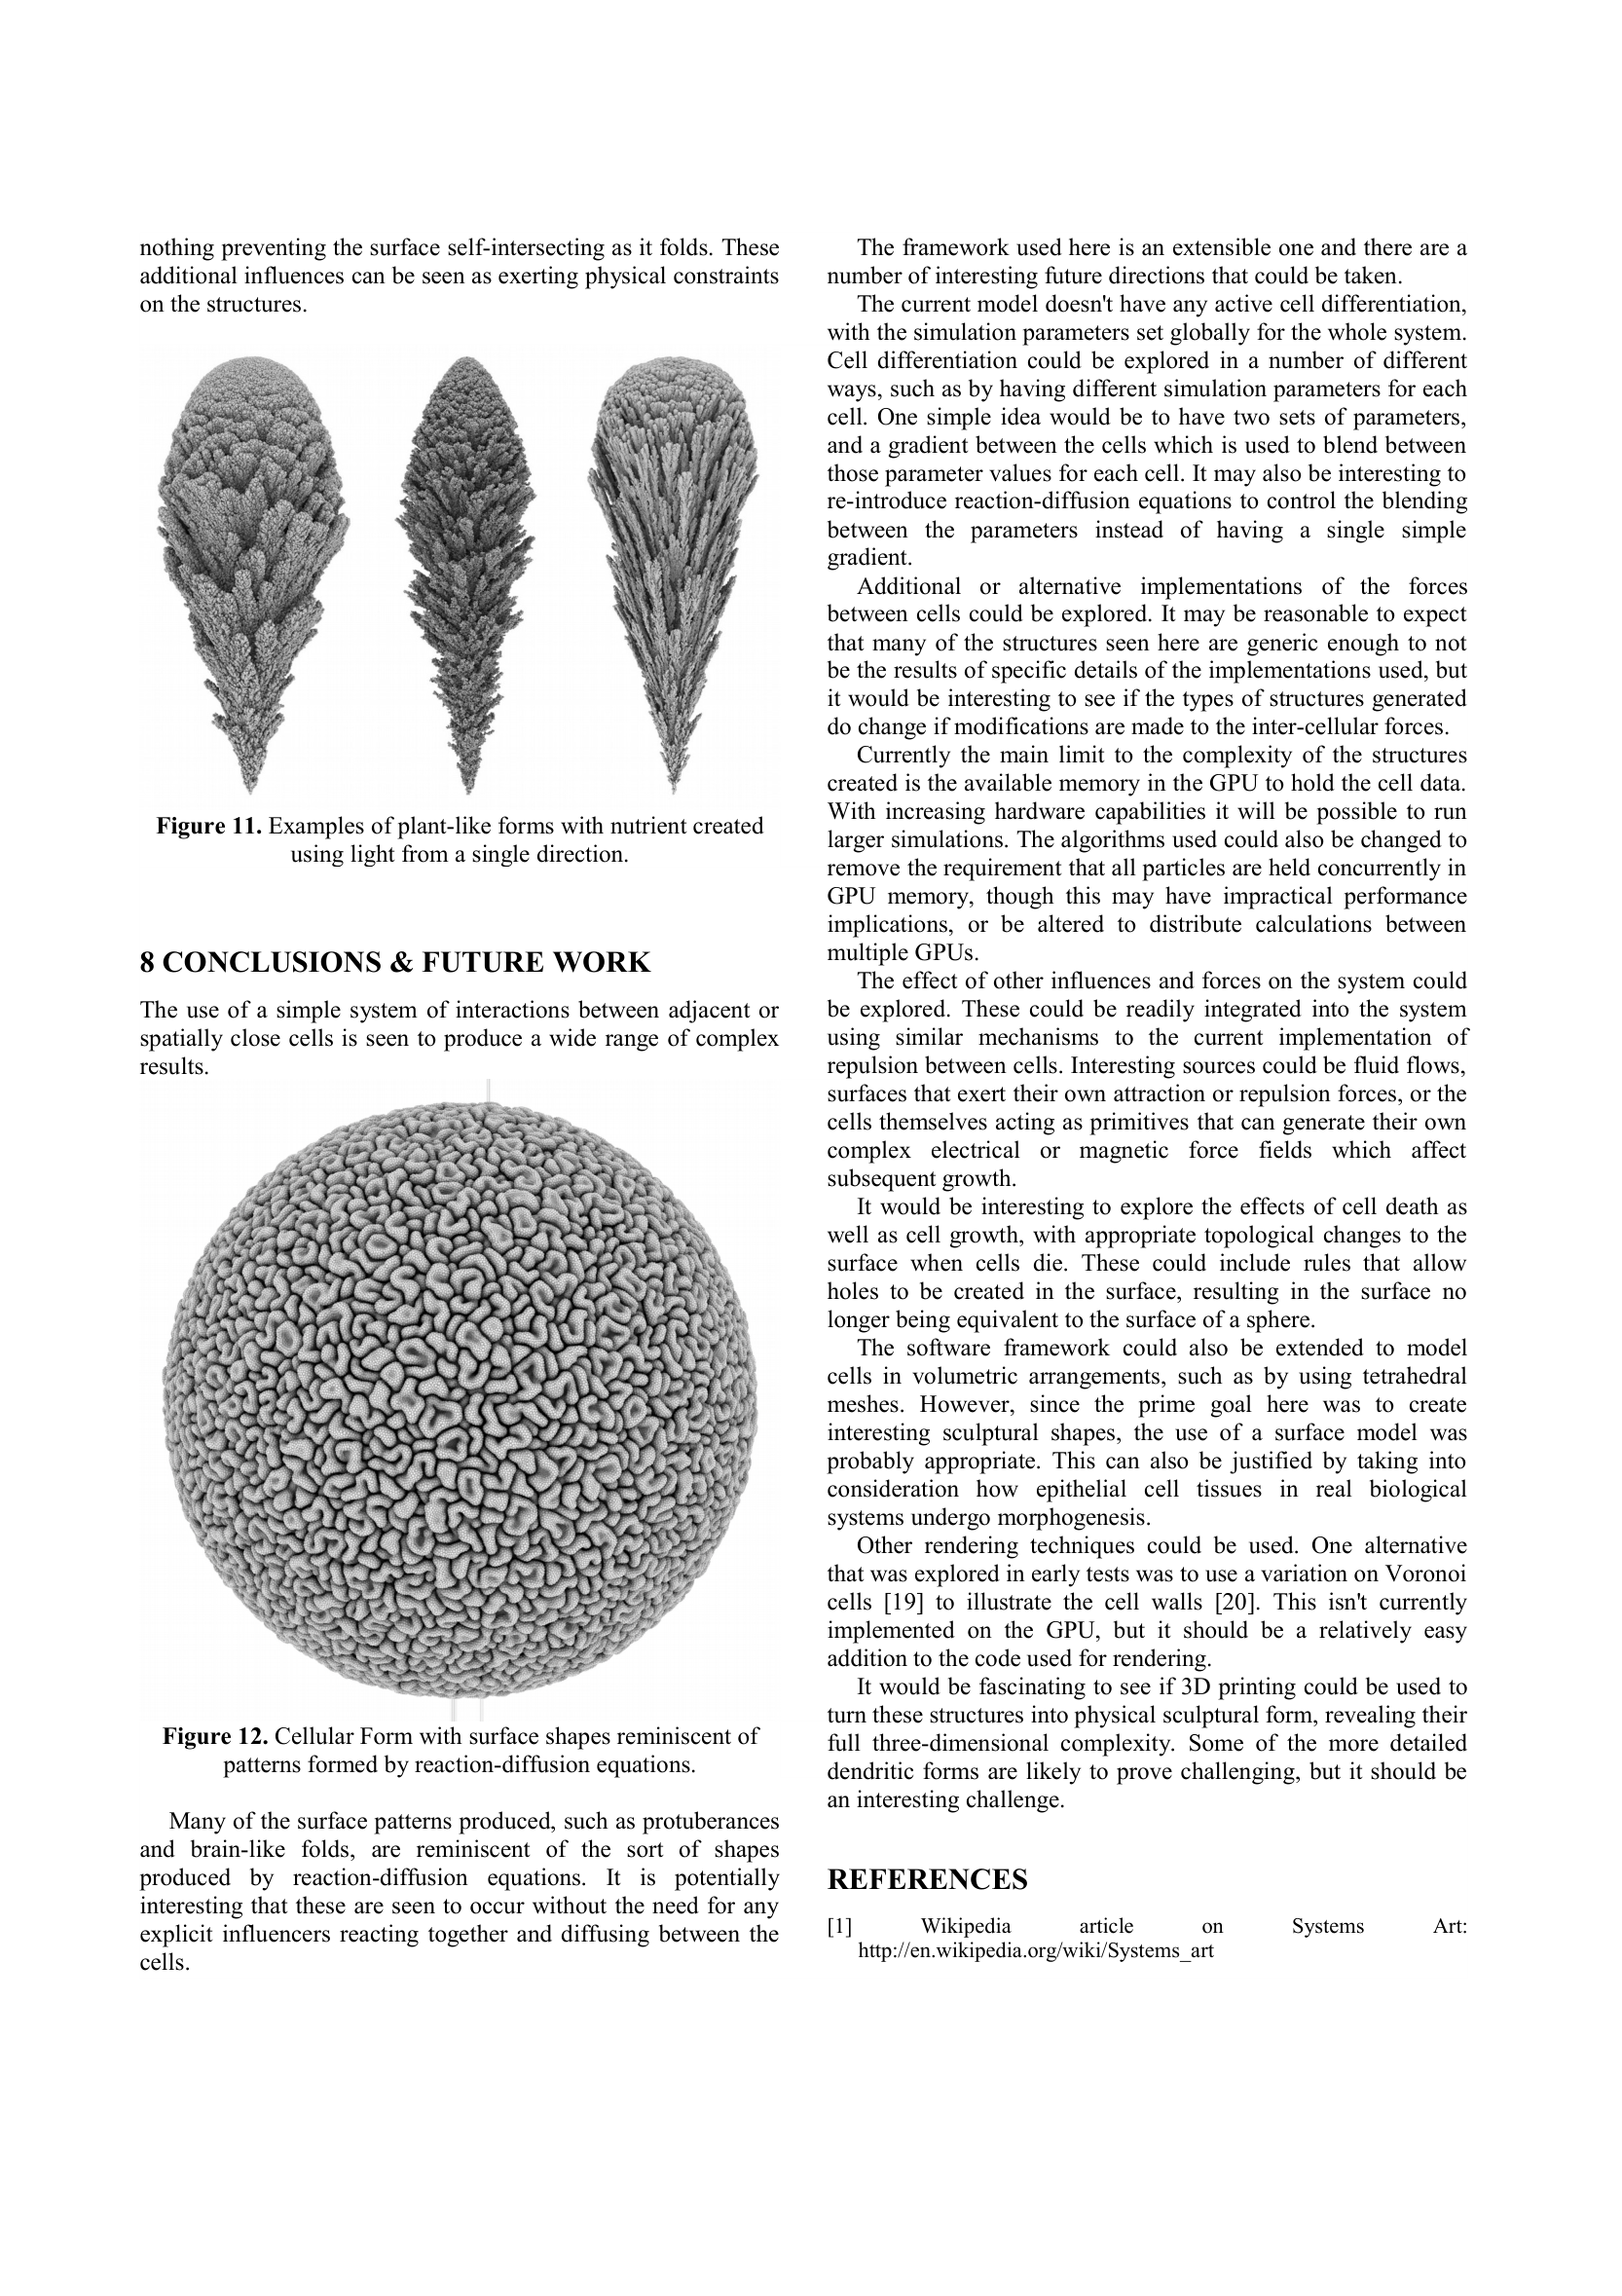 nothing preventing the surface self-intersecting as it folds. These
additional influences can be seen as exerting physical constraints
on the structures.
Figure 11. Examples of plant-like forms with nutrient created
using light from a single direction.
8 CONCLUSIONS & FUTURE WORK
The use of a simple system of interactions between adjacent or
spatially close cells is seen to produce a wide range of complex
results.
Figure 12. Cellular Form with surface shapes reminiscent of
patterns formed by reaction-diffusion equations.
Many of the surface patterns produced, such as protuberances
and brain-like folds, are reminiscent of the sort of shapes
produced by reaction-diffusion equations. It is potentially
interesting that these are seen to occur without the need for any
explicit influencers reacting together and diffusing between the
cells.
The framework used here is an extensible one and there are a
number of interesting future directions that could be taken.
The current model doesn't have any active cell differentiation,
with the simulation parameters set globally for the whole system.
Cell differentiation could be explored in a number of different
ways, such as by having different simulation parameters for each
cell. One simple idea would be to have two sets of parameters,
and a gradient between the cells which is used to blend between
those parameter values for each cell. It may also be interesting to
re-introduce reaction-diffusion equations to control the blending
between the parameters instead of having a single simple
gradient.
Additional or alternative implementations of the forces
between cells could be explored. It may be reasonable to expect
that many of the structures seen here are generic enough to not
be the results of specific details of the implementations used, but
it would be interesting to see if the types of structures generated
do change if modifications are made to the inter-cellular forces.
Currently the main limit to the complexity of the structures
created is the available memory in the GPU to hold the cell data.
With increasing hardware capabilities it will be possible to run
larger simulations. The algorithms used could also be changed to
remove the requirement that all particles are held concurrently in
GPU memory, though this may have impractical performance
implications, or be altered to distribute calculations between
multiple GPUs.
The effect of other influences and forces on the system could
be explored. These could be readily integrated into the system
using similar mechanisms to the current implementation of
repulsion between cells. Interesting sources could be fluid flows,
surfaces that exert their own attraction or repulsion forces, or the
cells themselves acting as primitives that can generate their own
complex electrical or magnetic force fields which affect
subsequent growth.
It would be interesting to explore the effects of cell death as
well as cell growth, with appropriate topological changes to the
surface when cells die. These could include rules that allow
holes to be created in the surface, resulting in the surface no
longer being equivalent to the surface of a sphere.
The software framework could also be extended to model
cells in volumetric arrangements, such as by using tetrahedral
meshes. However, since the prime goal here was to create
interesting sculptural shapes, the use of a surface model was
probably appropriate. This can also be justified by taking into
consideration how epithelial cell tissues in real biological
systems undergo morphogenesis.
Other rendering techniques could be used. One alternative
that was explored in early tests was to use a variation on Voronoi
cells [19] to illustrate the cell walls [20]. This isn't currently
implemented on the GPU, but it should be a relatively easy
addition to the code used for rendering.
It would be fascinating to see if 3D printing could be used to
turn these structures into physical sculptural form, revealing their
full three-dimensional complexity. Some of the more detailed
dendritic forms are likely to prove challenging, but it should be
an interesting challenge.
REFERENCES
[1] Wikipedia article on Systems Art:
http://en.wikipedia.org/wiki/Systems_art